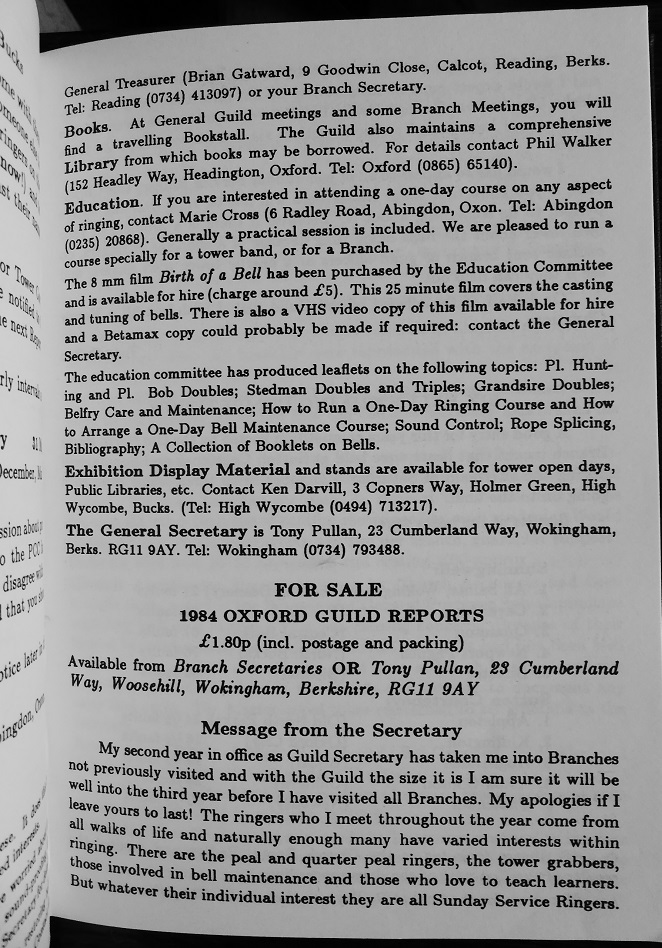 General Treasurer (Brian Gatward, 9 Goodwin Close, Calcot, Reading, Berks.
Tel: Reading (0734) 413097) or your Branch Secretary.
Books. At General Guild meetings and some Branch Meetings, you will
find a travelling Bookstall. The Guild also maintains a comprehensive
Library from which books may be borrowed. For details contact Phil Walker
(152 Headley Way, Headington, Oxford. Tel: Oxford (0865) 65140).
Education. If you are interested in attending a one-day course on any aspect
of ringing, contact Marie Cross (6 Radley Road, Abingdon, Oxon. Tel: Abingdon
(0235) 20868). Generally a practical session is included. We are pleased to run a
course specially for a tower band, or for a Branch.
The 8 mm film Birth of a Bell has been purchased by the Education Committee
and is available for hire (charge around £5). This 25 minute film covers the casting
and tuning of bells. There is also a VHS video copy of this film available for hire
and a Betamax copy could probably be made if required: contact the General
Secretary.
The education committee has produced leaflets on the following topics: Pl. Hunt-
ing and Pl. Bob Doubles; Stedman Doubles and Triples; Grandsire Doubles;
Belfry Care and Maintenance; How to Run a One-Day Ringing Course and How
to Arrange a One-Day Bell Maintenance Course; Sound Control; Rope Splicing,
Bibliography; A Collection of Booklets on Bells.
Exhibition Display Material and stands are available for tower open days,
Public Libraries, etc. Contact Ken Darvill, 3 Copners Way, Holmer Green, High
Wycombe, Bucks. (Tel: High Wycombe (0494) 713217).
The General Secretary is Tony Pullan, 23 Cumberland Way, Wokingham,
Berks. RG11 9AY. Tel: Wokingham (0734) 793488.
FOR SALE
1984 OXFORD GUILD REPORTS
£1.80p (incl. postage and packing)
Available from Branch Secretaries OR Tony Pullan, 23 Cumberland
Way, Woosehill, Wokingham, Berkshire, RG11 9AY
Message from the Secretary
My second year in office as Guild Secretary has taken me into Branches
not previously visited and with the Guild the size it is I am sure it will be
well into the third year before I have visited all Branches. My apologies if I
leave yours to last! The ringers who I meet throughout the year come from
all walks of life and naturally enough many have varied interests within
ringing. There are the peal and quarter peal ringers, the tower grabbers,
those involved in bell maintenance and those who love to teach learners.
But whatever their individual interest they are all Sunday Service Ringers.